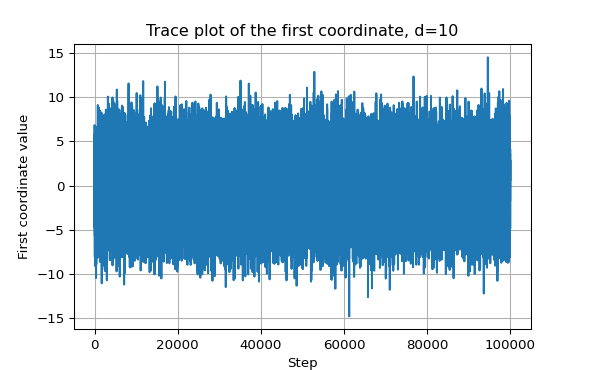 Trace plot of the first coordinate, d=10
15
10
5
0
−5
−10
−15
First coordinate value
0 20000 40000 60000 80000 100000
Step